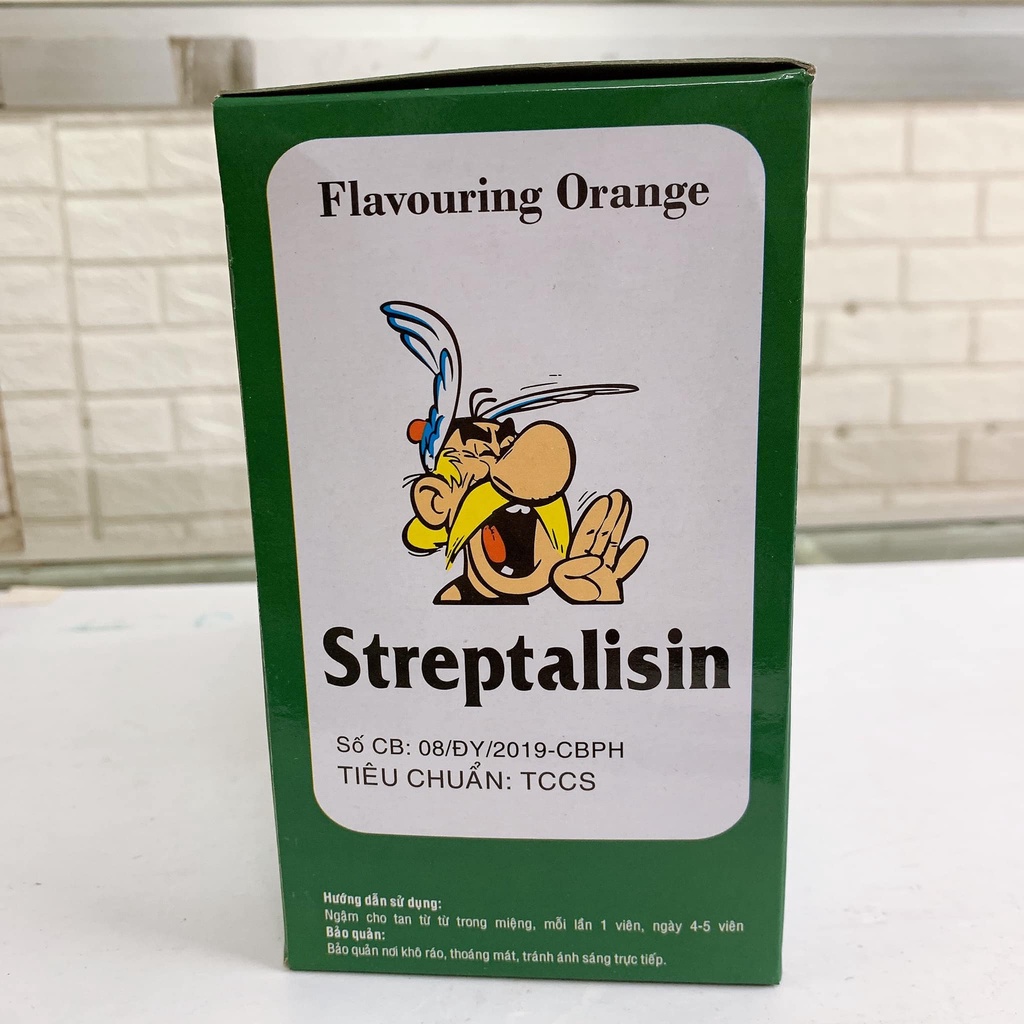 Flavouring Orange
Streptalisin
Số CB: 08/ĐY/2019-CBPH
TIÊU CHUẨN: TCCS
Hướng dẫn sử dụng:
Ngậm cho tan từ từ trong miệng, mỗi lần 1 viên, ngày 4-5 viên
Bảo quản:
Bảo quản nơi khô ráo, thoáng mát, tránh ánh sáng trực tiếp.